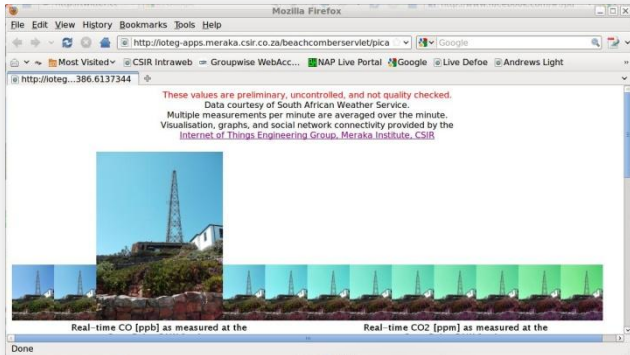 Mozilla Firefox
File Edit View History Bookmarks Tools Help
http://ioteg-apps.meraka.csir.co.za/beachcomberservlet/pica
Google
Most Visited CSIR Intraweb Groupwise WebAcc... NAP Live Portal Google Live Defoe Andrews Light
http://ioteg...386.6137344
These values are preliminary, uncontrolled, and not quality checked.
Data courtesy of South African Weather Service.
Multiple measurements per minute are averaged over the minute.
Visualisation, graphs, and social network connectivity provided by the
Internet of Things Engineering Group, Meraka Institute, CSIR
Real-time CO [ppb] as measured at the
Real-time CO2 [ppm] as measured at the
Done